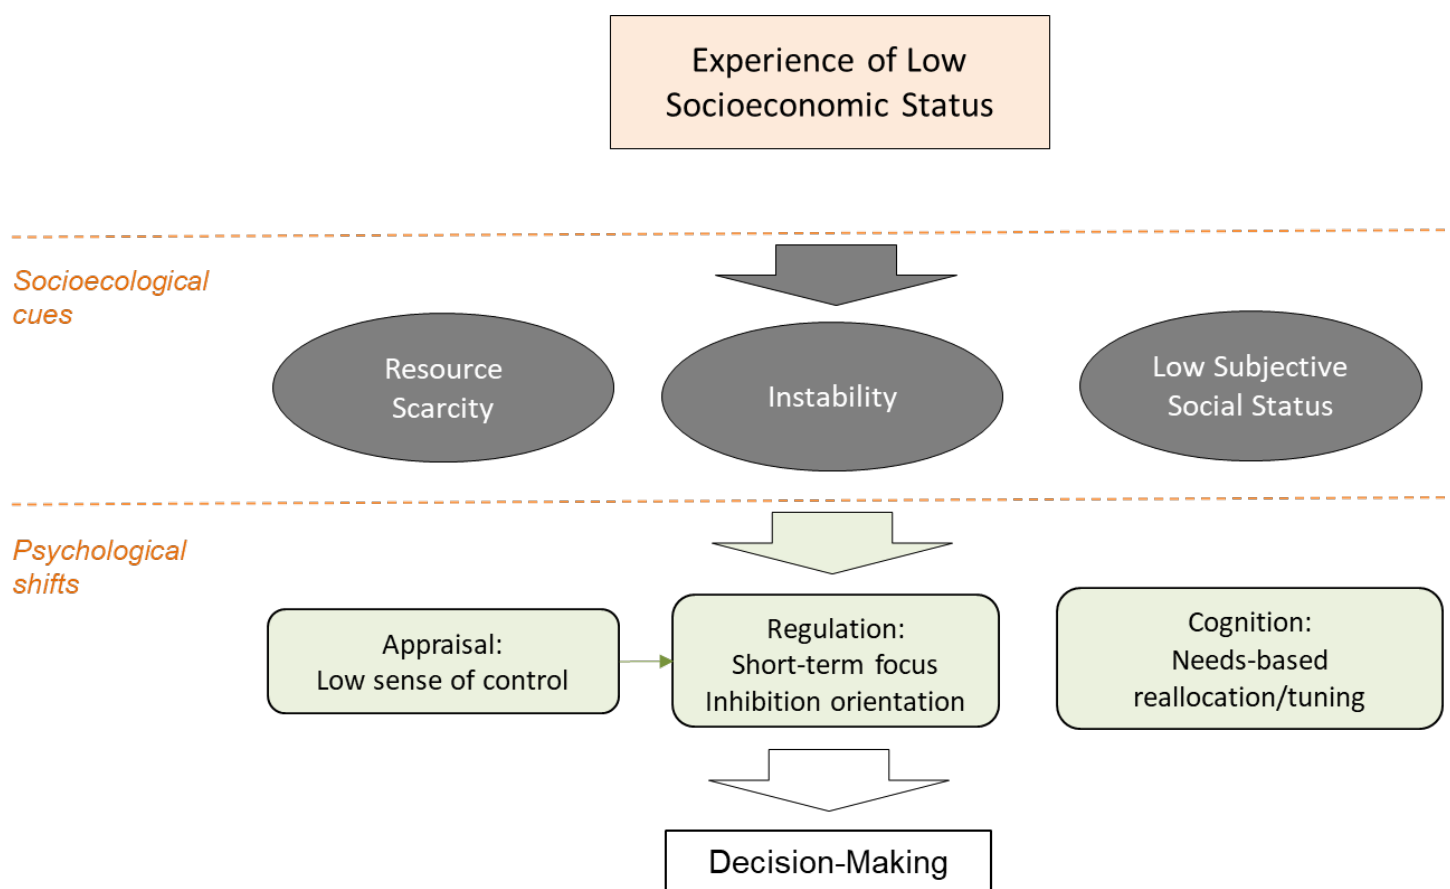 Experience of Low
Socioeconomic Status
Socioecological
cues
Resource
Scarcity
Instability
Low Subjective
Social Status
Psychological
shifts
Appraisal:
Low sense of control
Regulation:
Short-term focus
Inhibition orientation
Cognition:
Needs-based
reallocation/tuning
Decision-Making